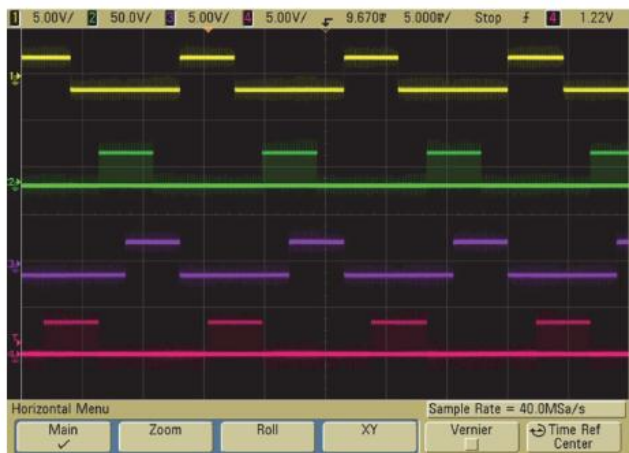 1 5.00V/ 2 50.0V/ 3 5.00V/ 4 5.00V/ 9.670 5.000 Stop 4 1.22V
Horizontal Menu Sample Rate = 40.0MSa/s
Main Zoom Roll XY Vernier Time Ref
Center